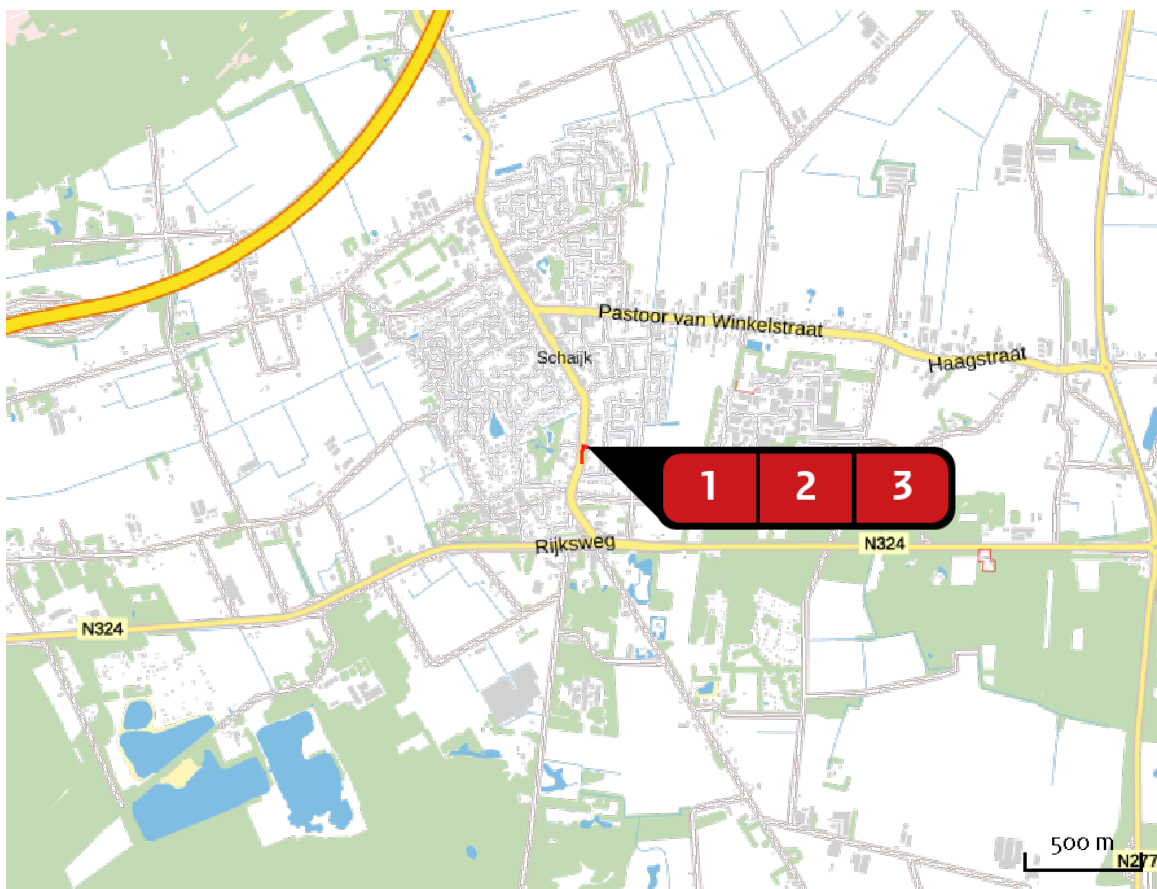 Pastoor van Winkelstraat
Schaijk
Haagstraat
1 2 3
Rijksweg
N324
N324
500 m
N277